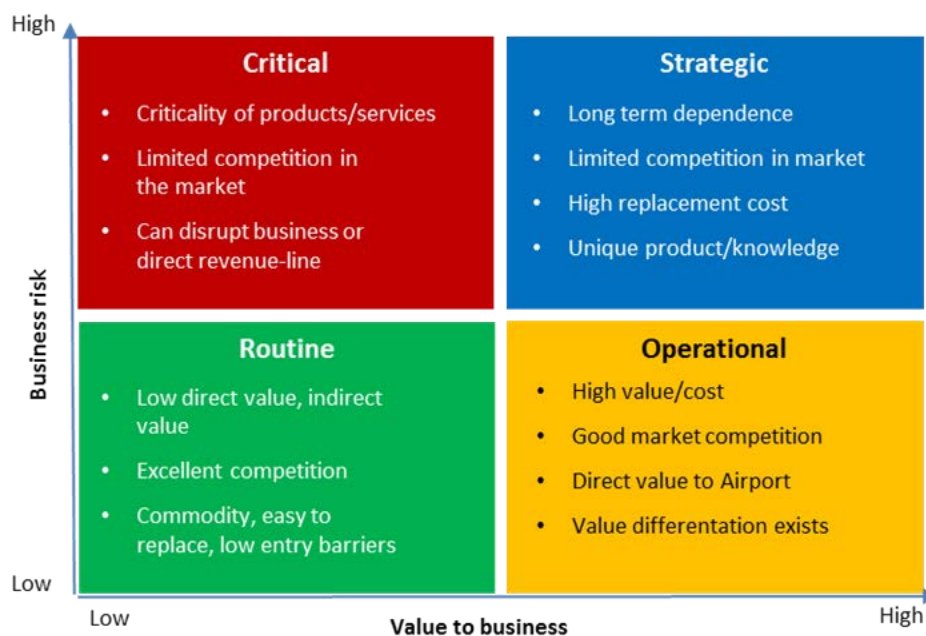 High
Critical
• Criticality of products/services
• Limited competition in
the market
• Can disrupt business or
direct revenue-line
Strategic
• Long term dependence
• Limited competition in market
• High replacement cost
• Unique product/knowledge
Business risk
Routine
• Low direct value, indirect
value
• Excellent competition
• Commodity, easy to
replace, low entry barriers
Operational
• High value/cost
• Good market competition
• Direct value to Airport
• Value differentation exists
Low
Low
Value to business
High